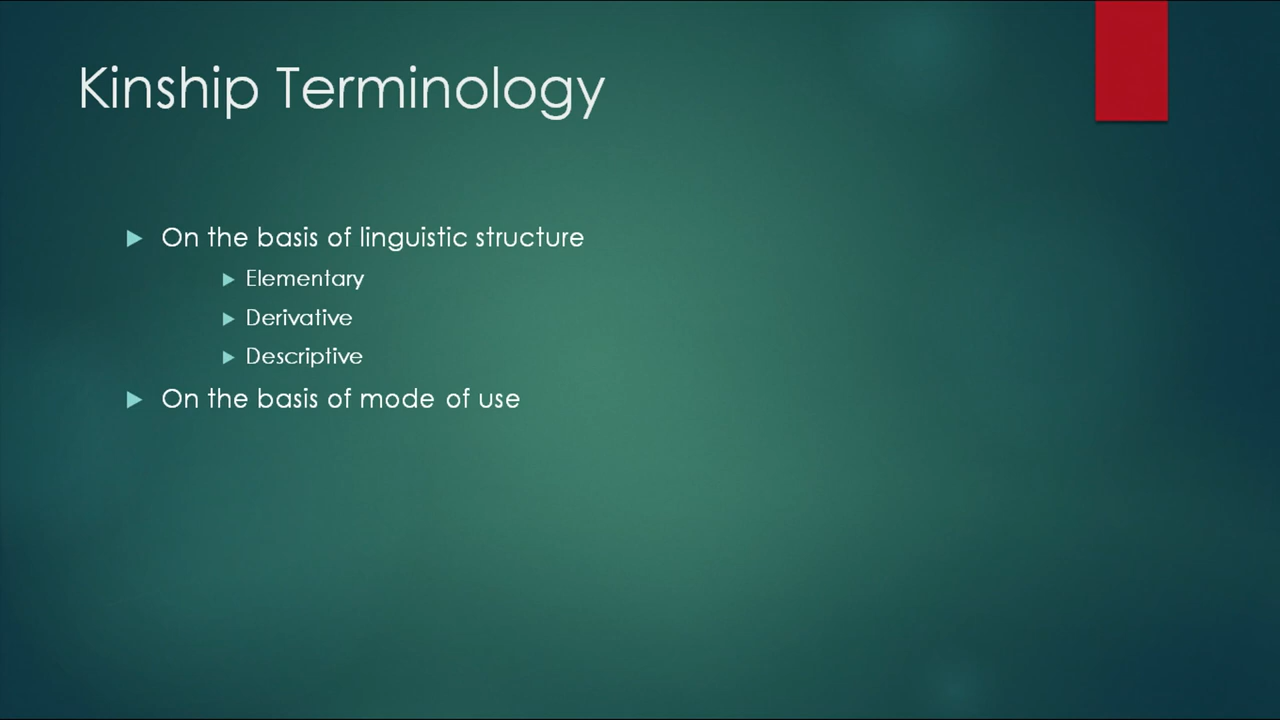 Kinship Terminology
On the basis of linguistic structure
Elementary
Derivative
Descriptive
On the basis of mode of use